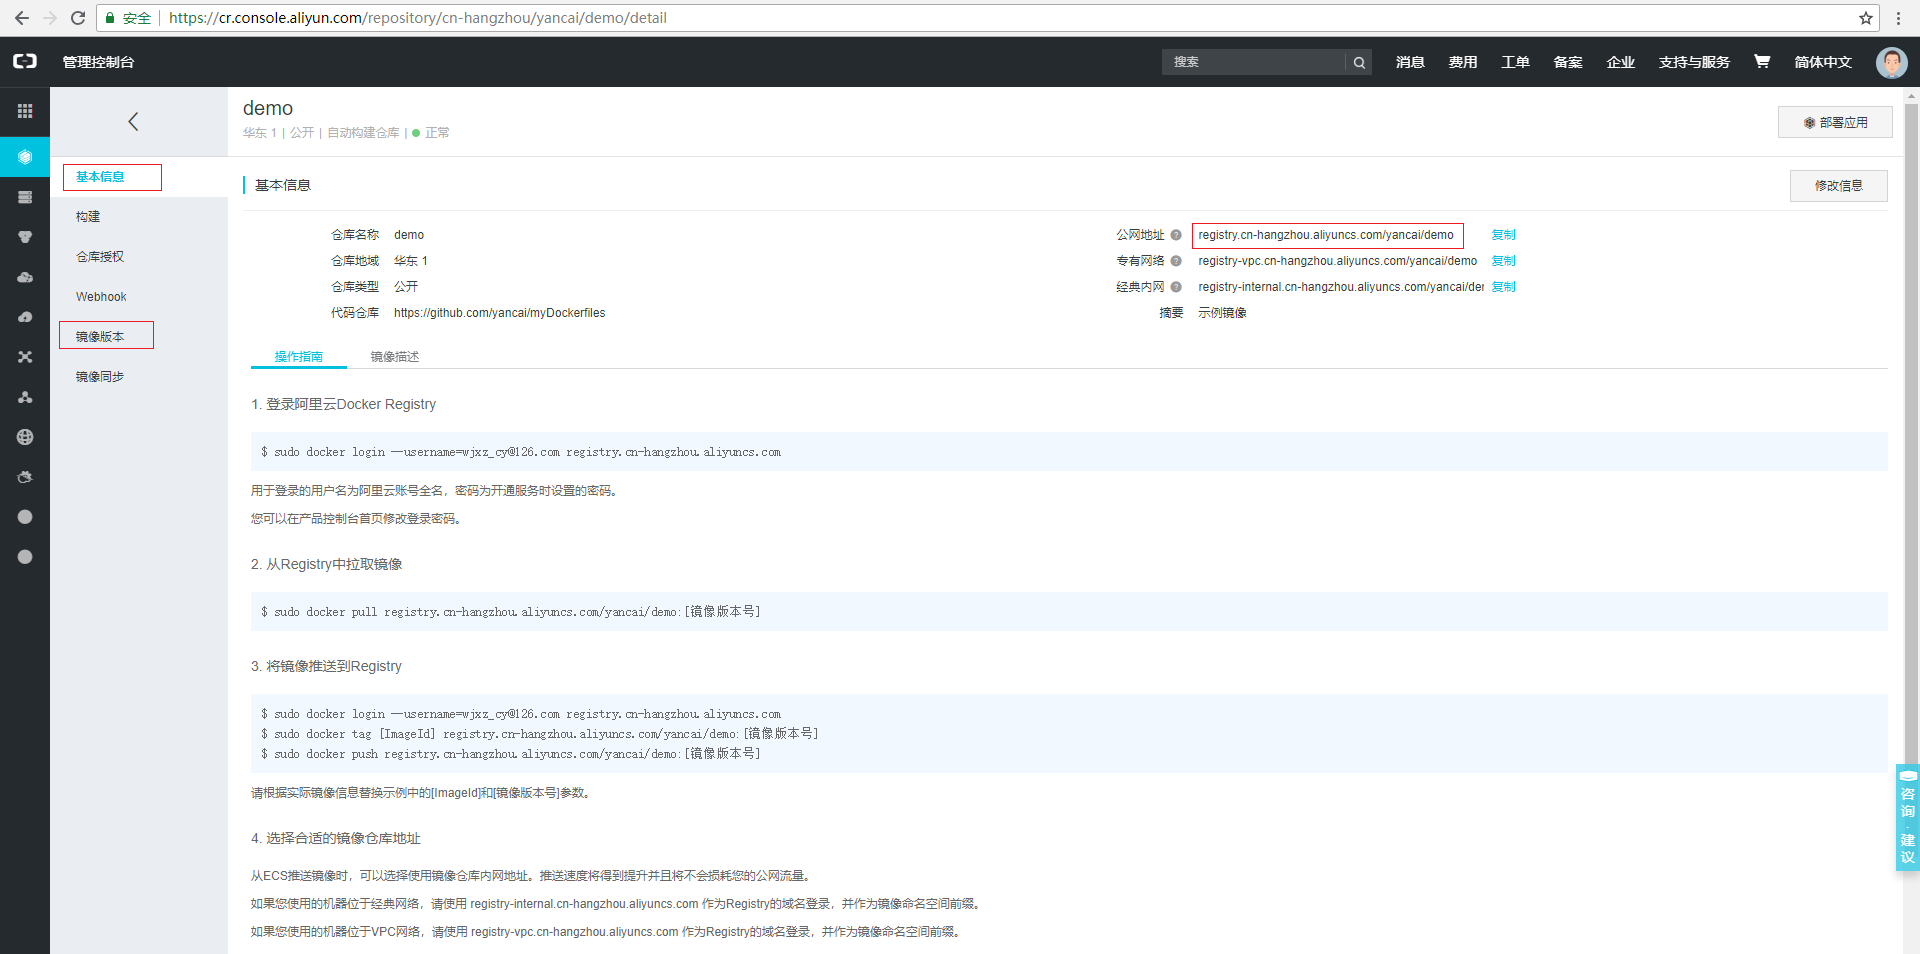 安全 https://cr.console.aliyun.com/repository/cn-hangzhou/yancai/demo/detail
管理控制台 搜索 消息 费用 工单 备案 企业 支持与服务 简体中文
demo
华东 1 | 公开 | 自动构建仓库 | 正常
部署应用
基本信息
构建
仓库授权
Webhook
镜像版本
镜像同步
基本信息 修改信息
仓库名称 demo 公网地址 registry.cn-hangzhou.aliyuncs.com/yancai/demo 复制
仓库地域 华东 1 专有网络 registry-vpc.cn-hangzhou.aliyuncs.com/yancai/demo 复制
仓库类型 公开 经典内网 registry-internal.cn-hangzhou.aliyuncs.com/yancai/der 复制
代码仓库 https://github.com/yancai/myDockerfiles 摘要 示例镜像
操作指南 镜像描述
1. 登录阿里云Docker Registry
$ sudo docker login --username=wjxz_cy@126.com registry.cn-hangzhou.aliyuncs.com
用于登录的用户名为阿里云账号全名，密码为开通服务时设置的密码。
您可以在产品控制台首页修改登录密码。
2. 从Registry中拉取镜像
$ sudo docker pull registry.cn-hangzhou.aliyuncs.com/yancai/demo:[镜像版本号]
3. 将镜像推送到Registry
$ sudo docker login --username=wjxz_cy@126.com registry.cn-hangzhou.aliyuncs.com
$ sudo docker tag [ImageId] registry.cn-hangzhou.aliyuncs.com/yancai/demo:[镜像版本号]
$ sudo docker push registry.cn-hangzhou.aliyuncs.com/yancai/demo:[镜像版本号]
请根据实际镜像信息替换示例中的[ImageId]和[镜像版本号]参数。
4. 选择合适的镜像仓库地址
从ECS推送镜像时，可以选择使用镜像仓库内网地址。推送速度将得到提升并且将不会损耗您的公网流量。
如果您使用的机器位于经典网络，请使用 registry-internal.cn-hangzhou.aliyuncs.com 作为Registry的域名登录，并作为镜像命名空间前缀。
如果您使用的机器位于VPC网络，请使用 registry-vpc.cn-hangzhou.aliyuncs.com 作为Registry的域名登录，并作为镜像命名空间前缀。
咨询·建议